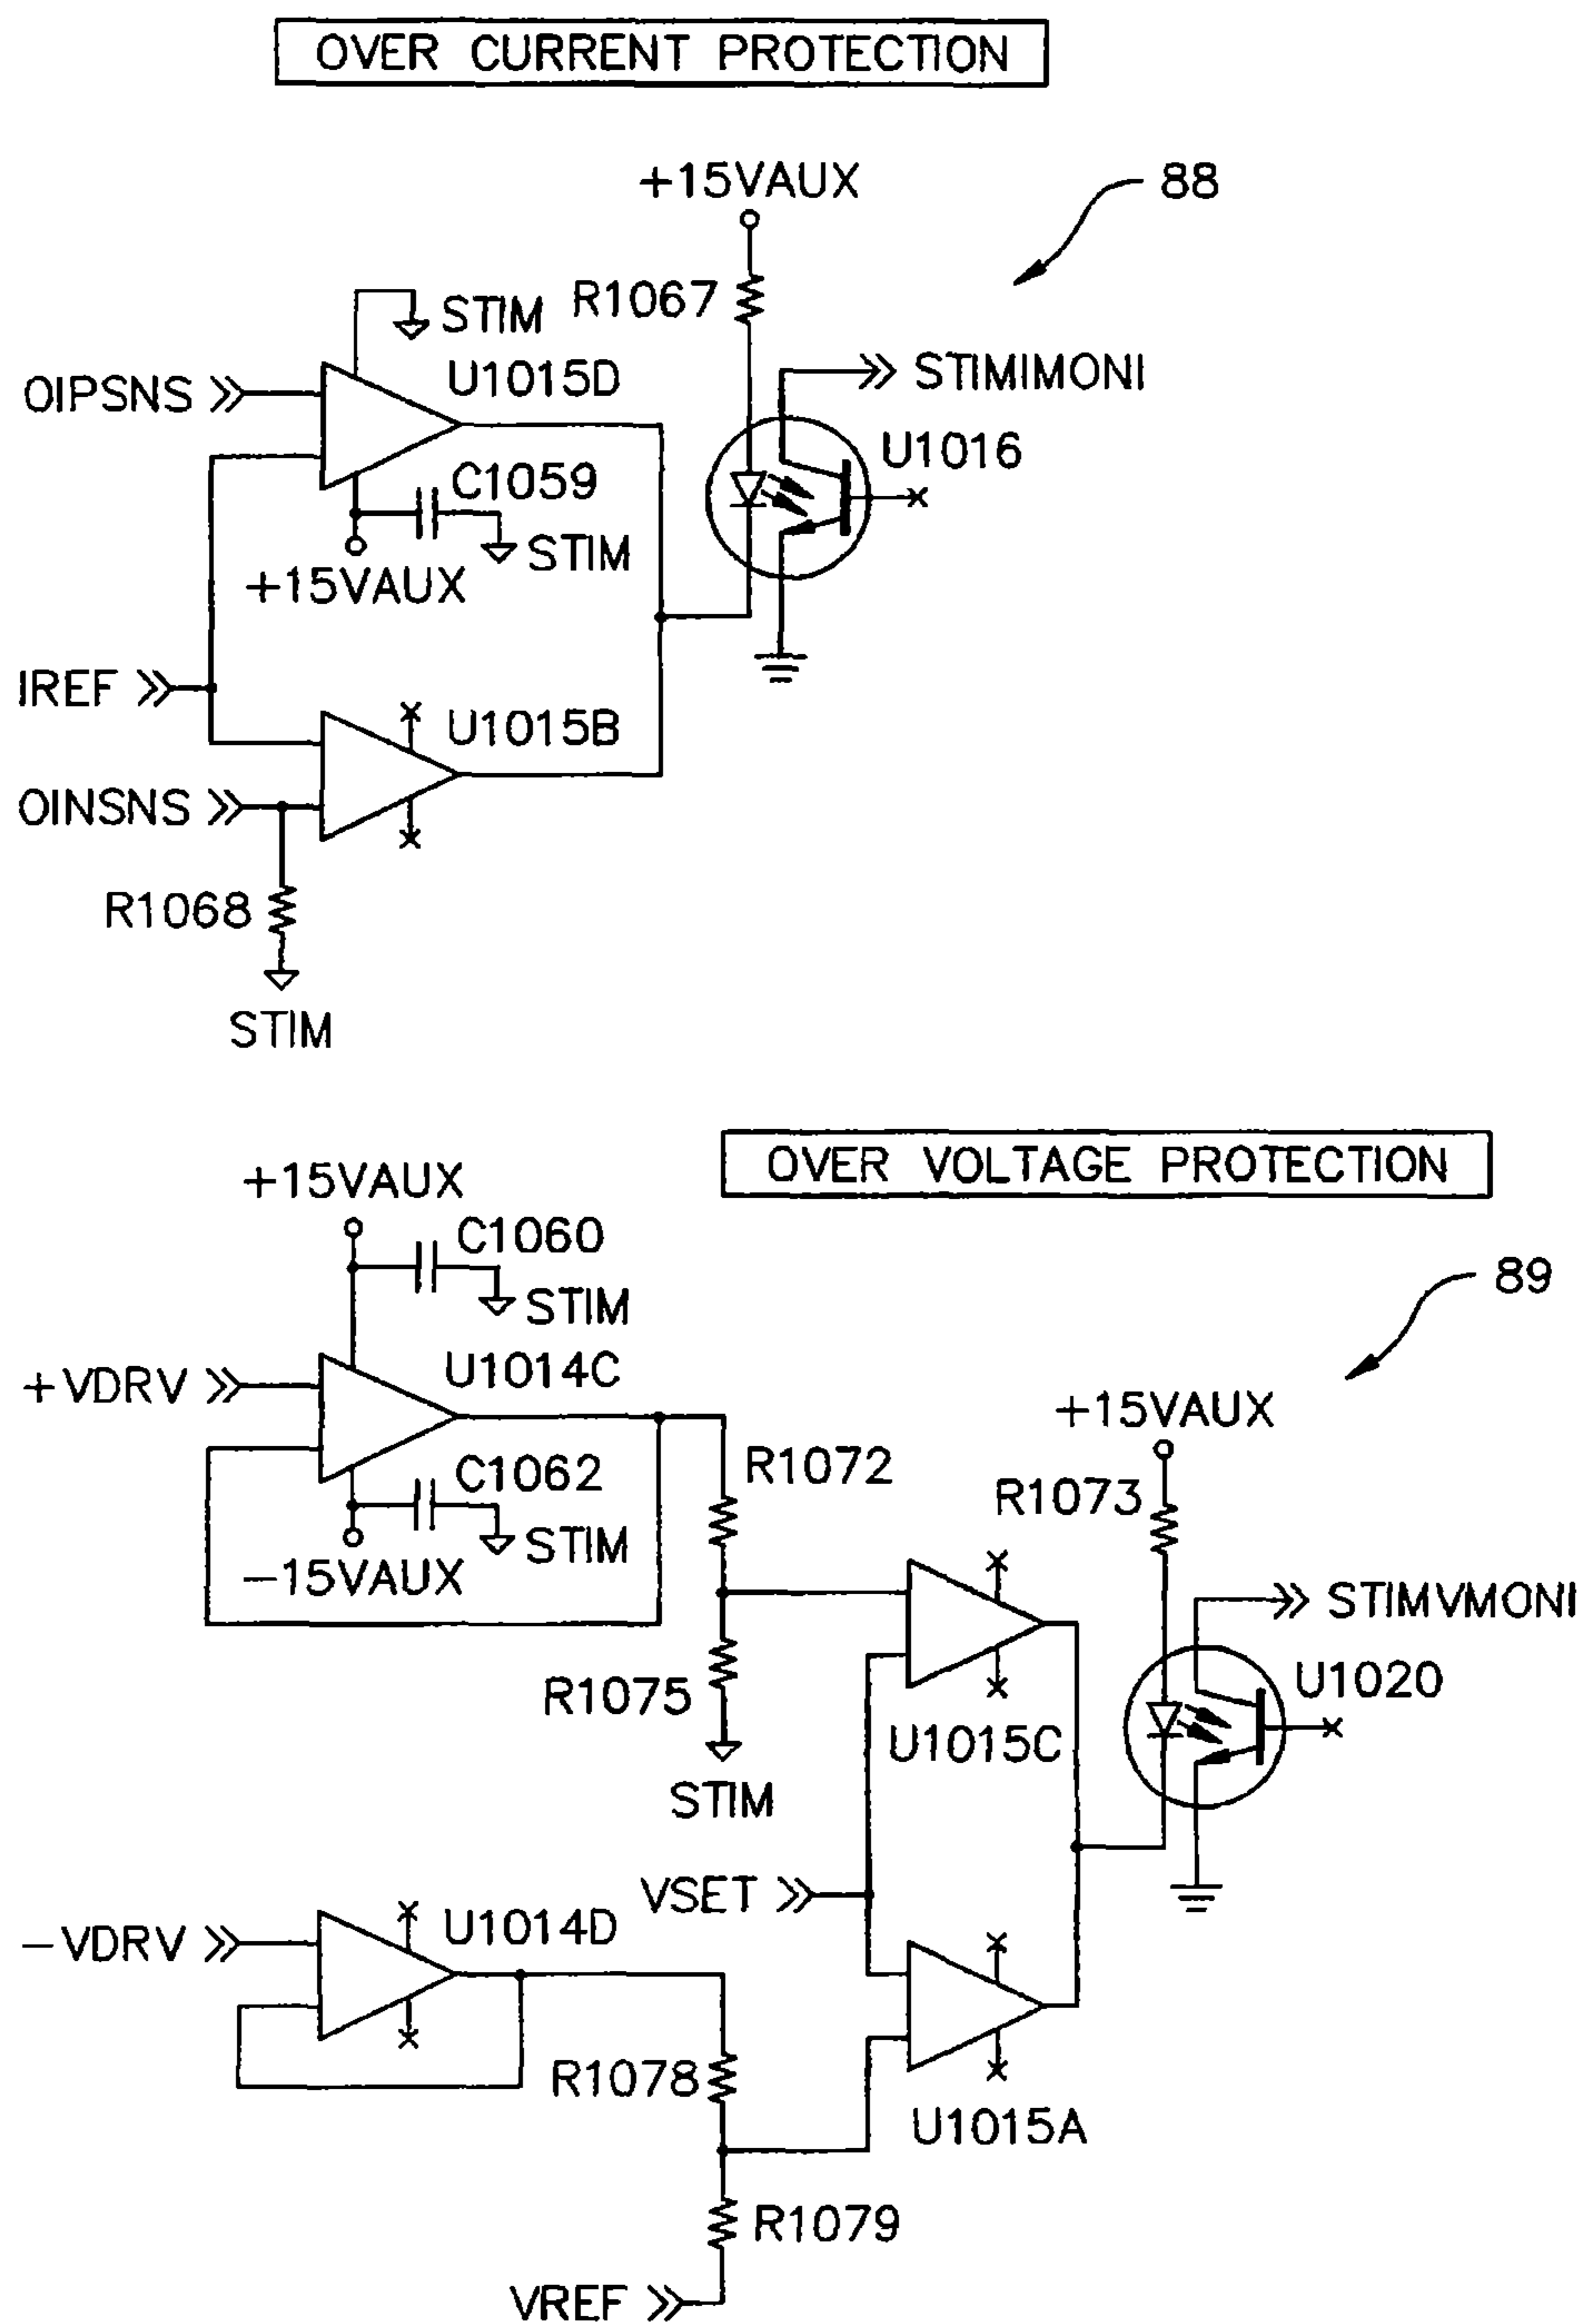 OVER CURRENT PROTECTION
+15VAUX
88
R1067
STIM
STIMIMONI
OIPSNS
U1015D
U1016
C1059
STIM
+15VAUX
IREF
U1015B
OINSNS
R1068
STIM
OVER VOLTAGE PROTECTION
+15VAUX
C1060
STIM
89
+VDRV
U1014C
+15VAUX
C1062
R1072
R1073
STIM
-15VAUX
STIMVMONI
R1075
U1020
U1015C
STIM
VSET
-VDRV
U1014D
R1078
U1015A
R1079
VREF